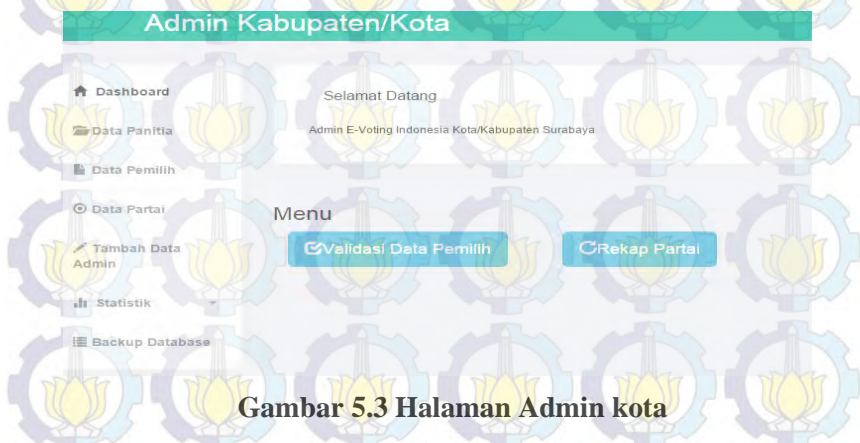 Admin Kabupaten/Kota
Dashboard
Data Panitia
Data Pemilih
Data Partai
Tambah Data
Admin
Statistik
Backup Database
Selamat Datang
Admin E-Voting Indonesia Kota/Kabupaten Surabaya
Menu
Validasi Data Pemilih
Rekap Partai
Gambar 5.3 Halaman Admin kota